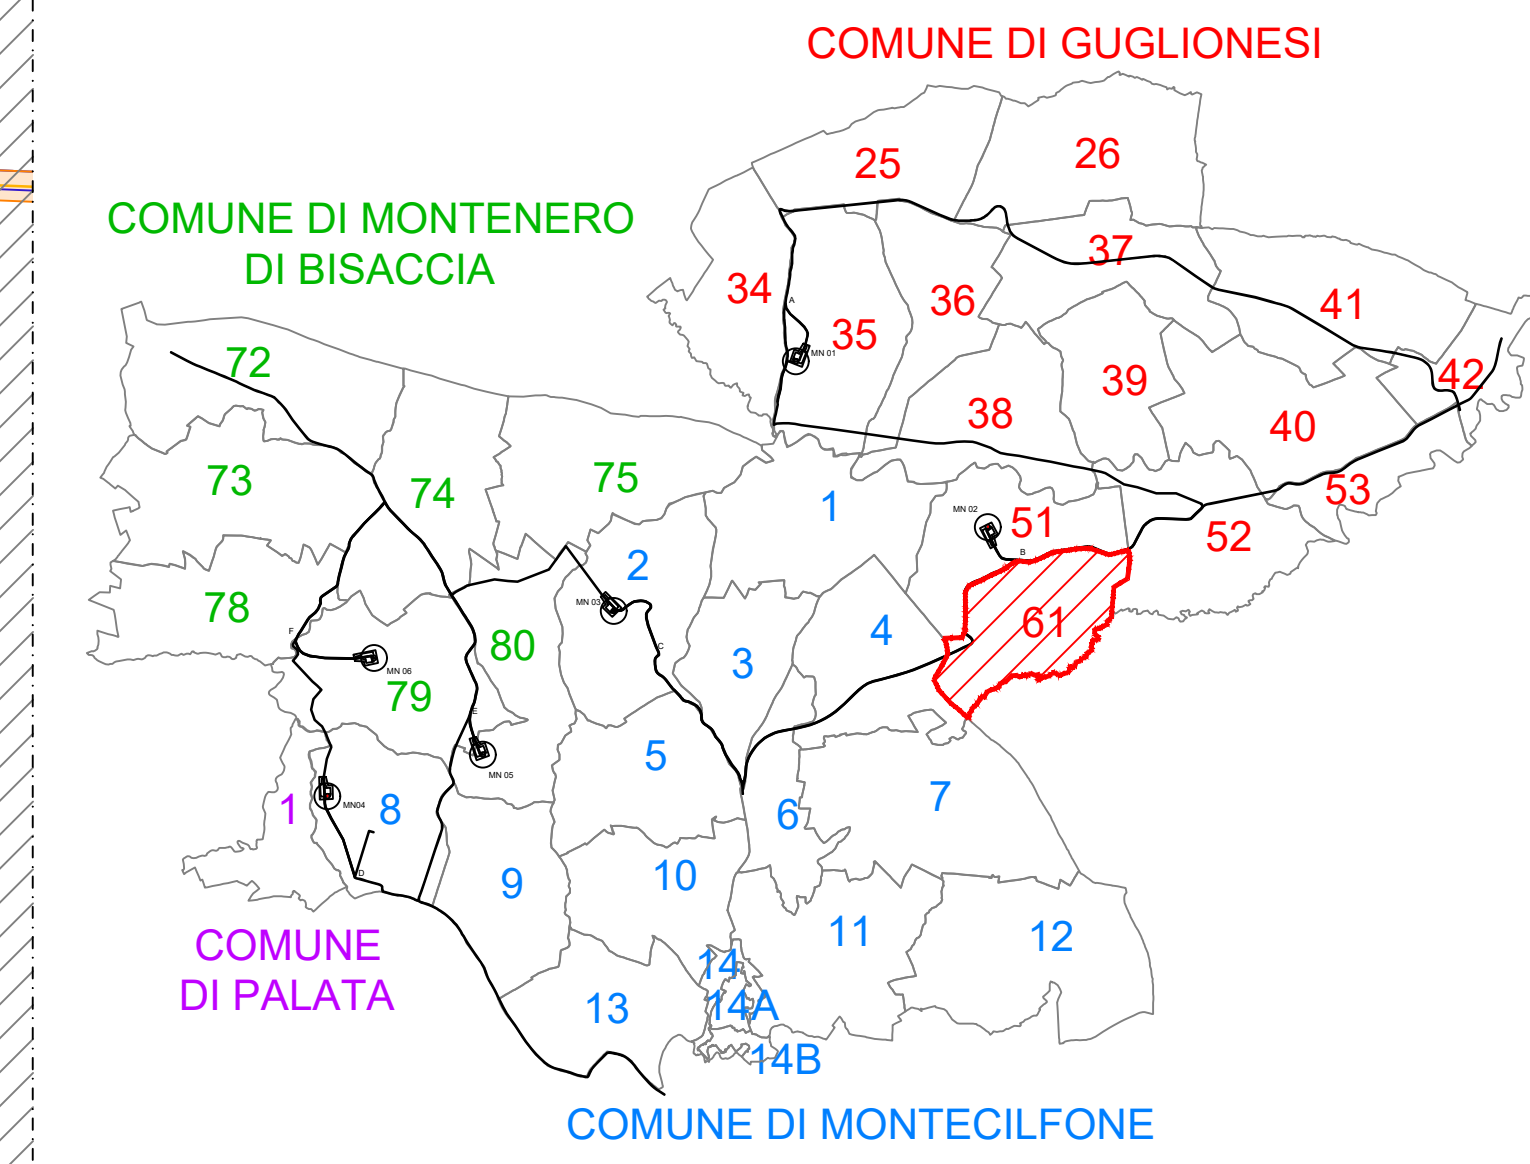 COMUNE DI GUGLIONESI
25
26
COMUNE DI MONTENERO
DI BISACCIA
37
34
36
41
A
35
MN 01
72
39
42
38
40
73
74
75
53
1
MN 02
51
52
B
2
78
MN 03
61
F
80
4
C
3
MN 06
79
E
5
MN 05
7
1
MN04
8
6
D
9
10
11
12
COMUNE
DI PALATA
14
13
14A
14B
COMUNE DI MONTECILFONE